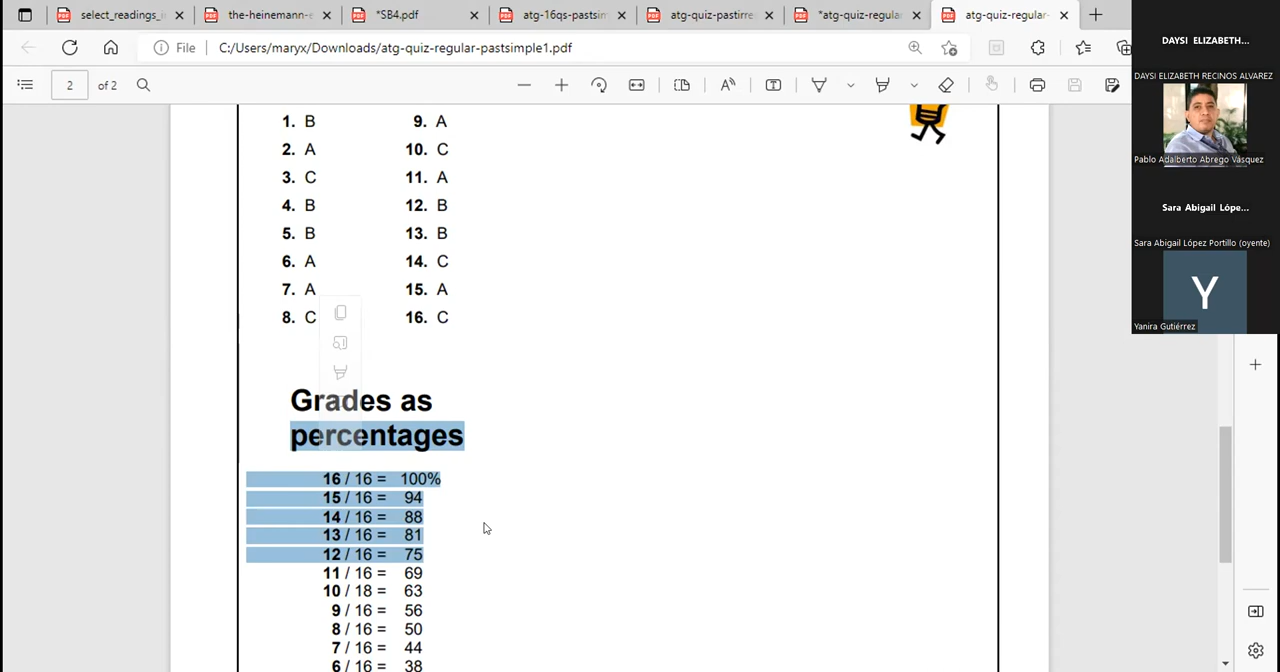 select_readings_i
the-heinemann-e
*SB4.pdf
atg-16qs-pastsim
atg-quiz-pastirre
*atg-quiz-regula
atg-quiz-regular-
File C:/Users/maryx/Downloads/atg-quiz-regular-pastsimple1.pdf
2 of 2
1. B 9. A
2. A 10. C
3. C 11. A
4. B 12. B
5. B 13. B
6. A 14. C
7. A 15. A
8. C 16. C
Grades as
percentages
16 / 16 = 100%
15 / 16 = 94
14 / 16 = 88
13 / 16 = 81
12 / 16 = 75
11 / 16 = 69
10 / 18 = 63
9 / 16 = 56
8 / 16 = 50
7 / 16 = 44
6 / 16 = 38
DAYSI ELIZABETH...
DAYSI ELIZABETH RECINOS ALVAREZ
Pablo Adalberto Abrego Vásquez
Sara Abigail Lópe...
Sara Abigail López Portillo (oyente)
Y
Yanira Gutiérrez